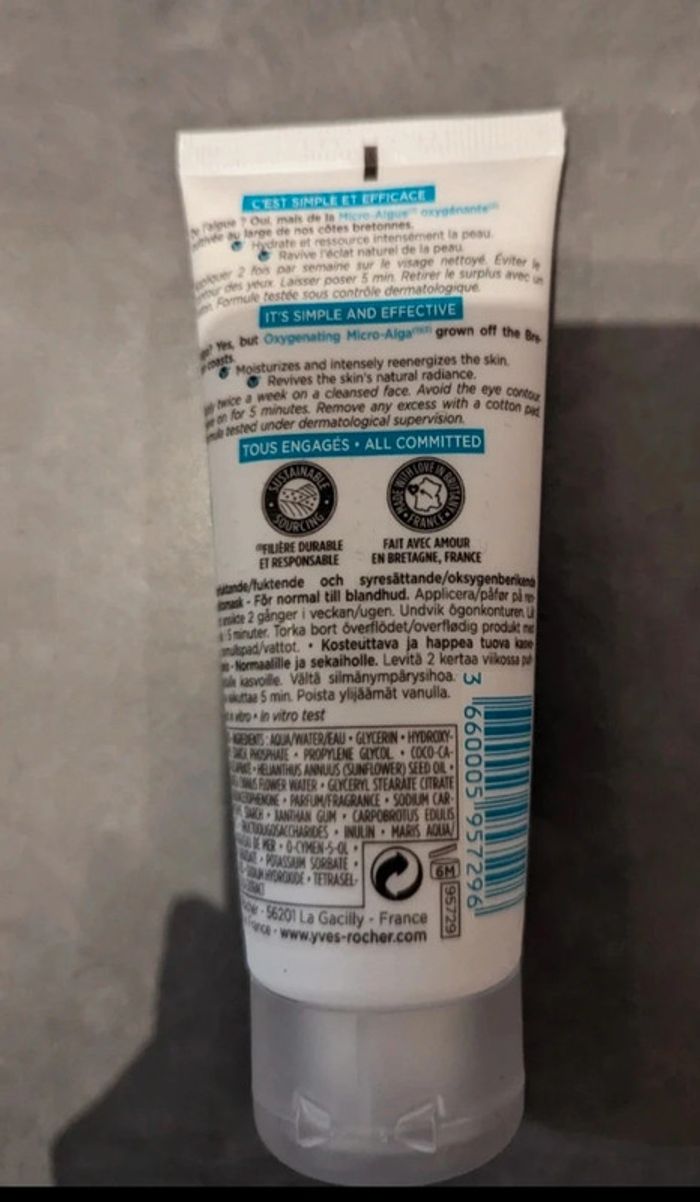 C'EST SIMPLE ET EFFICACE
l'algue ? Oui, mais de la Micro-Algue oxygénante
au large de nos côtes bretonnes.
Hydrate et ressource intensément la peau.
Ravive l'éclat naturel de la peau.
2 fois par semaine sur le visage nettoyé. Éviter le
des yeux. Laisser poser 5 min. Retirer le surplus avec un
Formule testée sous contrôle dermatologique.
IT'S SIMPLE AND EFFECTIVE
Yes, but Oxygenating Micro-Alga grown off the Bre-
coasts.
Moisturizes and intensely reenergizes the skin.
Revives the skin's natural radiance.
twice a week on a cleansed face. Avoid the eye contour
on for 5 minutes. Remove any excess with a cotton pad.
tested under dermatological supervision.
TOUS ENGAGÉS • ALL COMMITTED
SUSTAINABLE SOURCING
MADE WITH LOVE IN BRITTANY FRANCE
FILIÈRE DURABLE
ET RESPONSABLE
FAIT AVEC AMOUR
EN BRETAGNE, FRANCE
/fuktende och syresättande/oksygenberikende
- För normal till blandhud. Applicera/påfør på
2 gånger i veckan/ugen. Undvik ögonkonturen.
5 minuter. Torka bort överflödet/overflødig produkt
/vattot. • Kosteuttava ja happea tuova
- Normaalille ja sekaiholle. Levitä 2 kertaa viikossa
kasvoille. Vältä silmänympärysihoa.
5 min. Poista ylijäämät vanulla.
• in vitro test
INGREDIENTS : AQUA/WATER/EAU • GLYCERIN • HYDROXY-
PHOSPHATE • PROPYLENE GLYCOL • COCO-CA-
• HELIANTHUS ANNUUS (SUNFLOWER) SEED OIL •
FLOWER WATER • GLYCERYL STEARATE CITRATE
• PARFUM/FRAGRANCE • SODIUM CAR-
STARCH • XANTHAN GUM • CARPOBROTUS EDULIS
• INULIN • MARIS AQUA/
DE MER • O-CYMEN-5-OL •
• POTASSIUM SORBATE •
HYDROXIDE • TETRASEL-
EXTRACT
6M
95729
3 660005 957296
- 56201 La Gacilly - France
France - www.yves-rocher.com